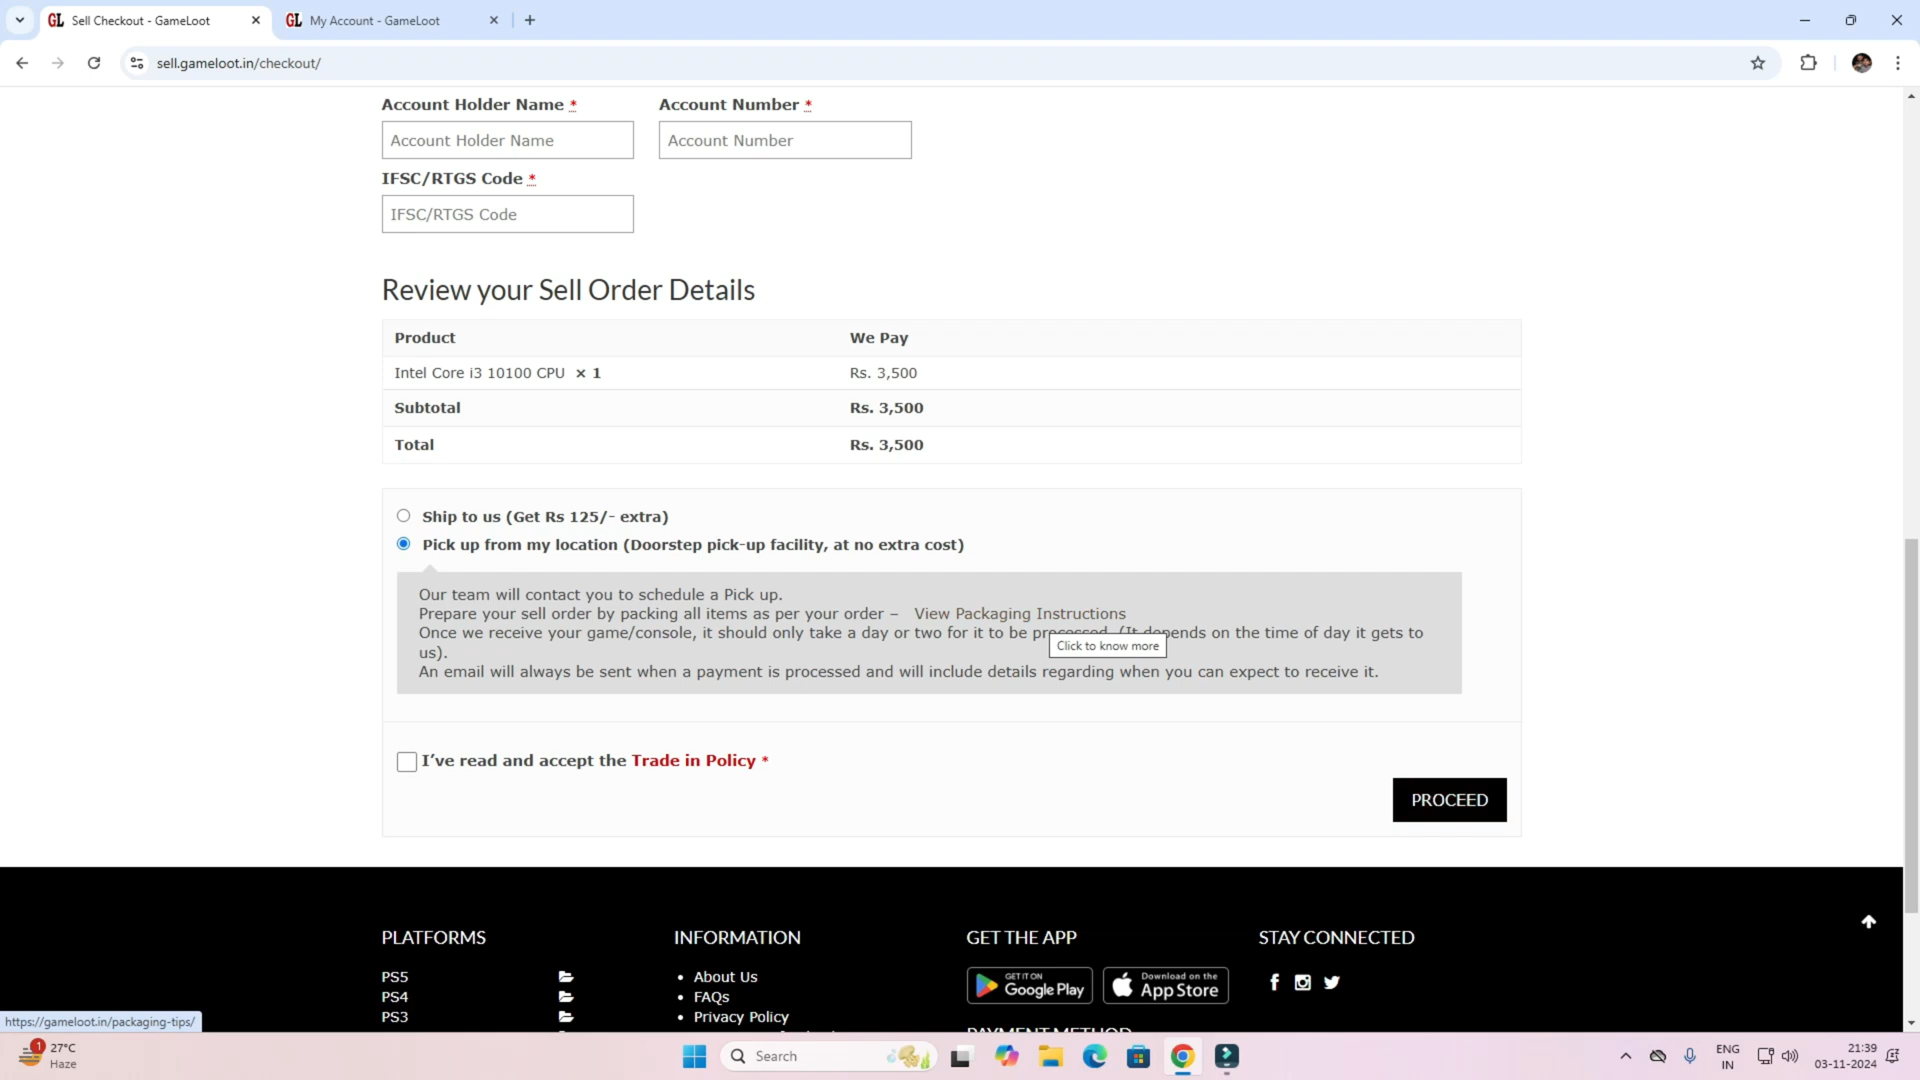 GL Sell Checkout - GameLoot
GL My Account - GameLoot
sell.gameloot.in/checkout/
Account Holder Name * Account Number *
Account Holder Name Account Number
IFSC/RTGS Code *
IFSC/RTGS Code
Review your Sell Order Details
Product We Pay
Intel Core i3 10100 CPU × 1 Rs. 3,500
Subtotal Rs. 3,500
Total Rs. 3,500
Ship to us (Get Rs 125/- extra)
Pick up from my location (Doorstep pick-up facility, at no extra cost)
Our team will contact you to schedule a Pick up.
Prepare your sell order by packing all items as per your order – View Packaging Instructions
Once we receive your game/console, it should only take a day or two for it to be processed. (It depends on the time of day it gets to
us).
Click to know more
An email will always be sent when a payment is processed and will include details regarding when you can expect to receive it.
I've read and accept the Trade in Policy *
PROCEED
PLATFORMS INFORMATION GET THE APP STAY CONNECTED
PS5 • About Us GET IT ON Google Play Download on the App Store
PS4 • FAQs
PS3 • Privacy Policy
PAYMENT METHOD
https://gameloot.in/packaging-tips/
1 27°C
Haze
Search
ENG
IN
21:39
03-11-2024